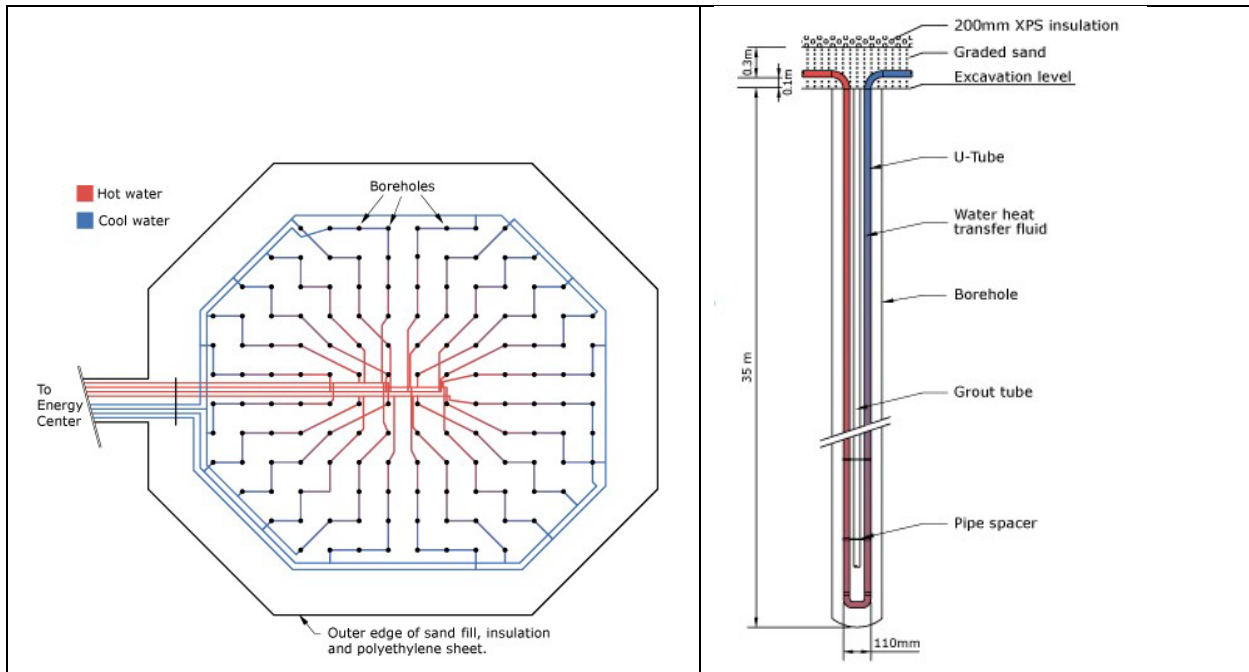 Hot water
Cool water
Boreholes
To
Energy
Center
Outer edge of sand fill, insulation
and polyethylene sheet.
200mm XPS insulation
Graded sand
Excavation level
0.3m
0.1m
U-Tube
Water heat
transfer fluid
Borehole
35 m
Grout tube
Pipe spacer
110mm